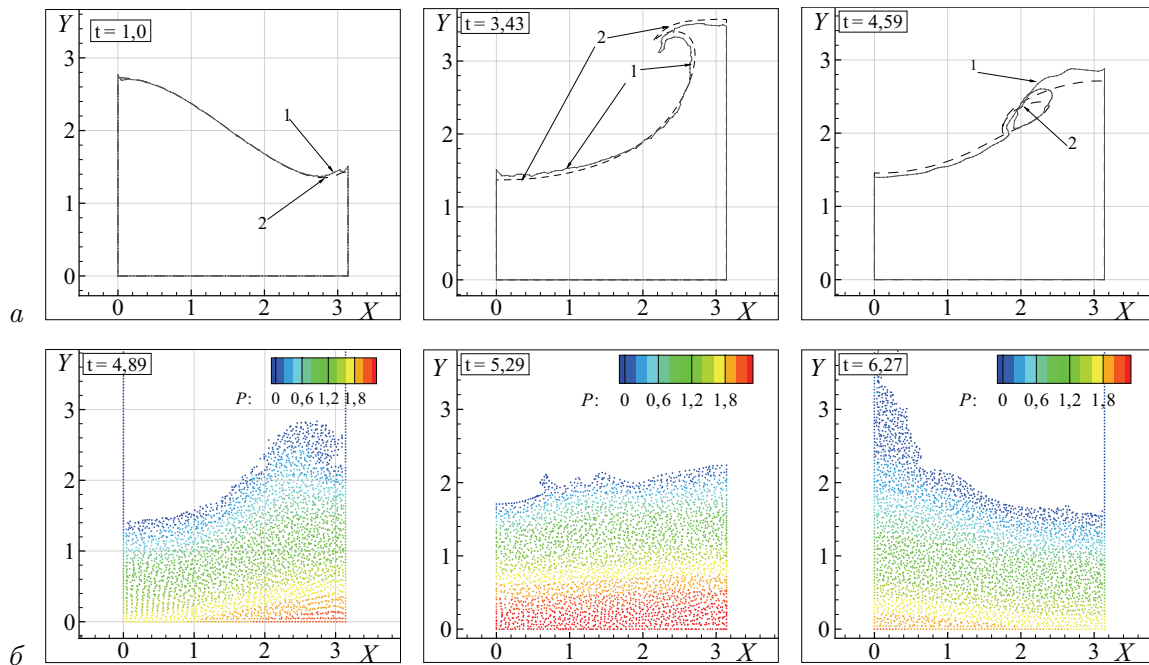 Y t = 1,0
3
2
1
0
1
2
0 1 2 3 X
Y t = 3,43
3
2
1
0
2
1
0 1 2 3 X
Y t = 4,59
3
2
1
0
1
2
0 1 2 3 X
а
Y t = 4,89
P: 0 0,6 1,2 1,8
3
2
1
0
0 1 2 3 X
Y t = 5,29
P: 0 0,6 1,2 1,8
3
2
1
0
0 1 2 3 X
Y t = 6,27
P: 0 0,6 1,2 1,8
3
2
1
0
0 1 2 3 X
б